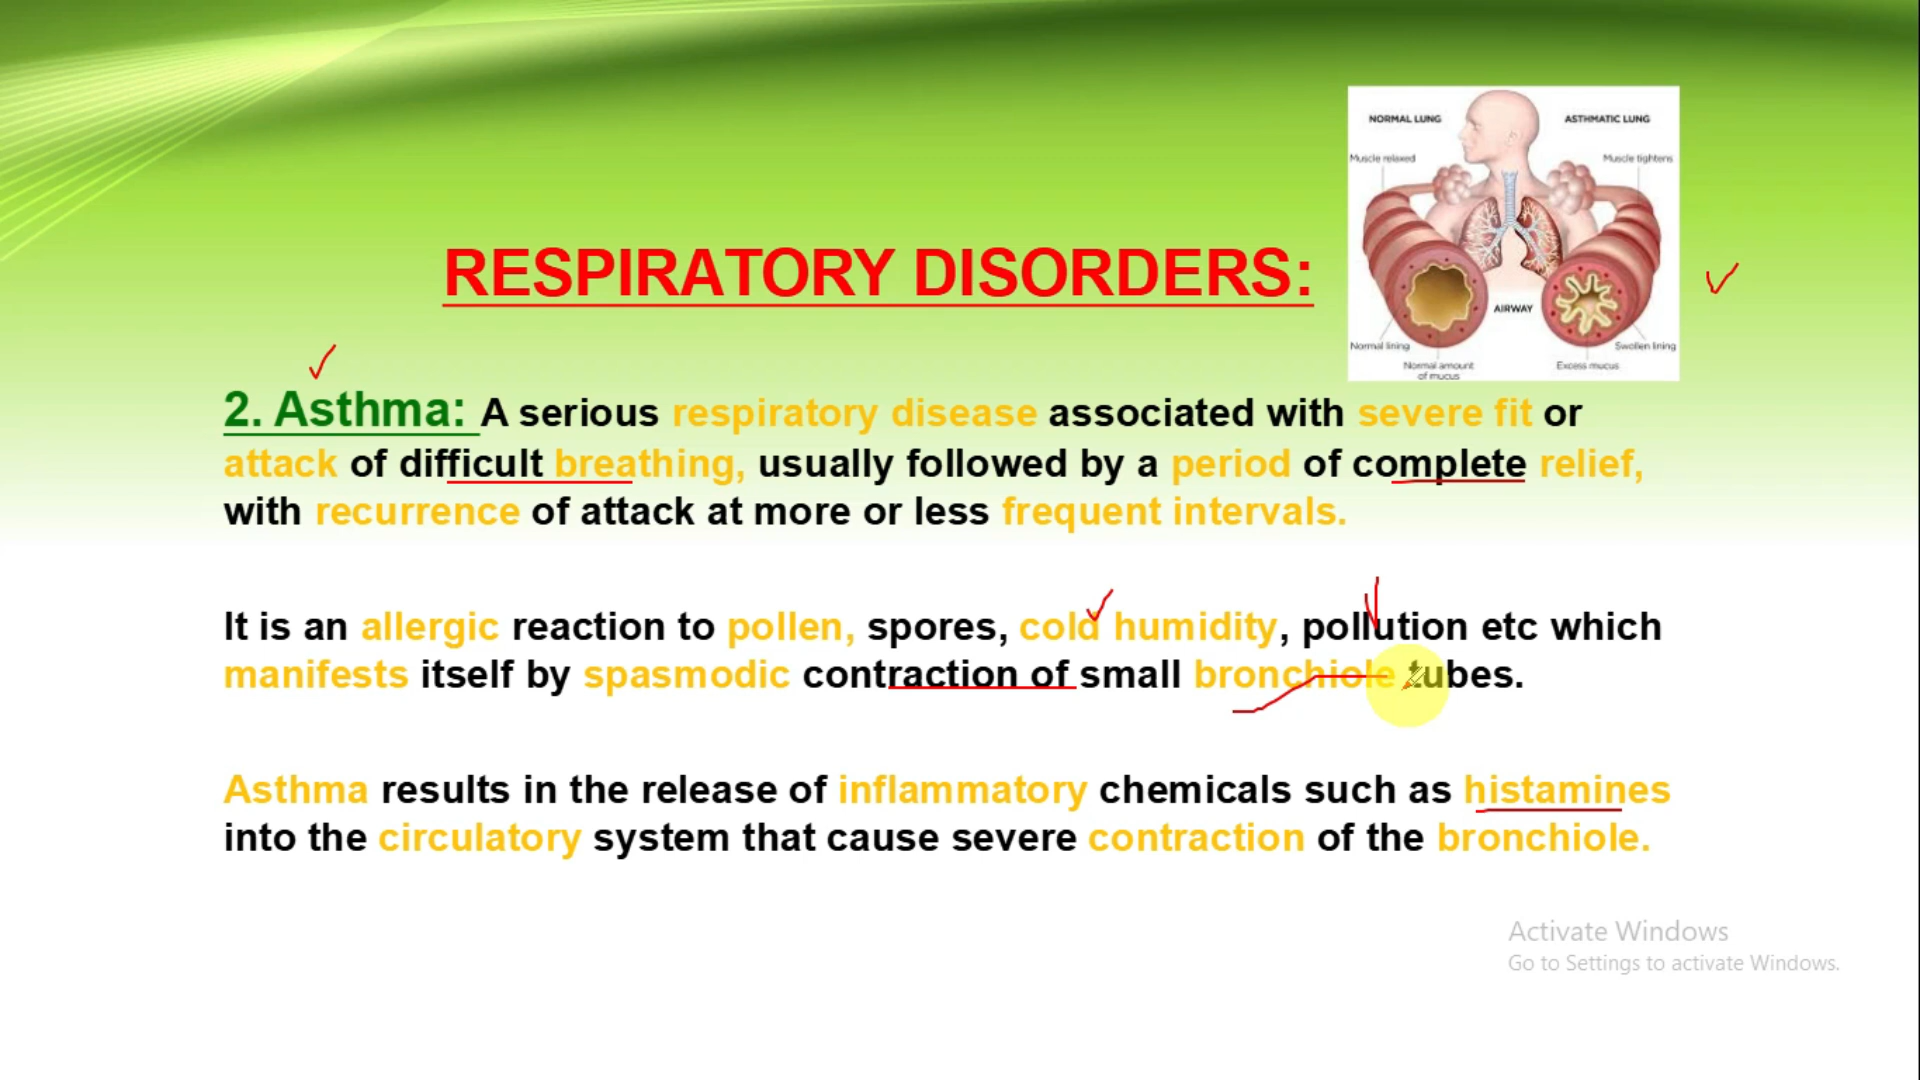 NORMAL LUNG
ASTHMATIC LUNG
Muscle relaxed
Muscle tightens
RESPIRATORY DISORDERS:
AIRWAY
Normal lining
Swollen lining
Normal amount
of mucus
Excess mucus
2. Asthma: A serious respiratory disease associated with severe fit or
attack of difficult breathing, usually followed by a period of complete relief,
with recurrence of attack at more or less frequent intervals.
It is an allergic reaction to pollen, spores, cold humidity, pollution etc which
manifests itself by spasmodic contraction of small bronchiole tubes.
Asthma results in the release of inflammatory chemicals such as histamines
into the circulatory system that cause severe contraction of the bronchiole.
Activate Windows
Go to Settings to activate Windows.